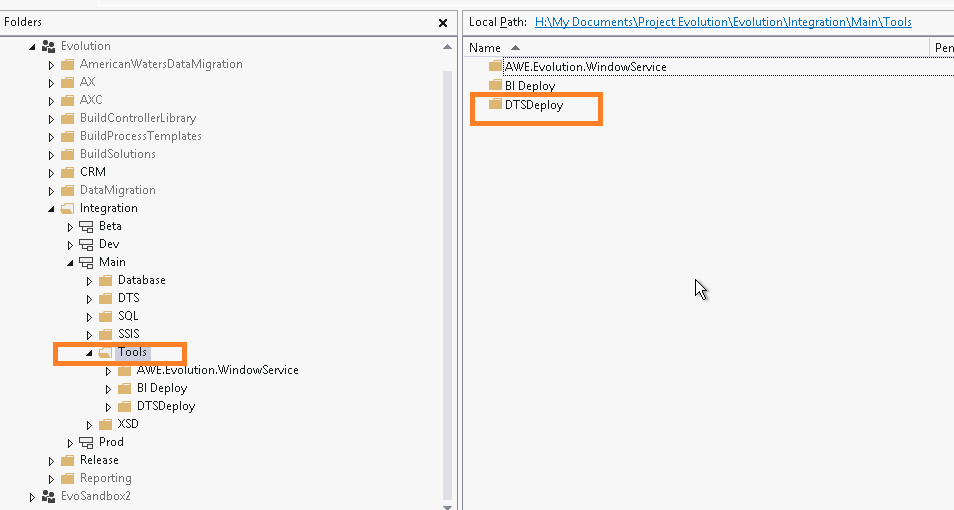 Folders
Evolution
AmericanWatersDataMigration
AX
AXC
BuildControllerLibrary
BuildProcessTemplates
BuildSolutions
CRM
DataMigration
Integration
Beta
Dev
Main
Database
DTS
SQL
SSIS
Tools
AWE.Evolution.WindowService
BI Deploy
DTSDeploy
XSD
Prod
Release
Reporting
EvoSandbox2
Local Path: H:\My Documents\Project Evolution\Evolution\Integration\Main\Tools
Name Pen
AWE.Evolution.WindowService
BI Deploy
DTSDeploy